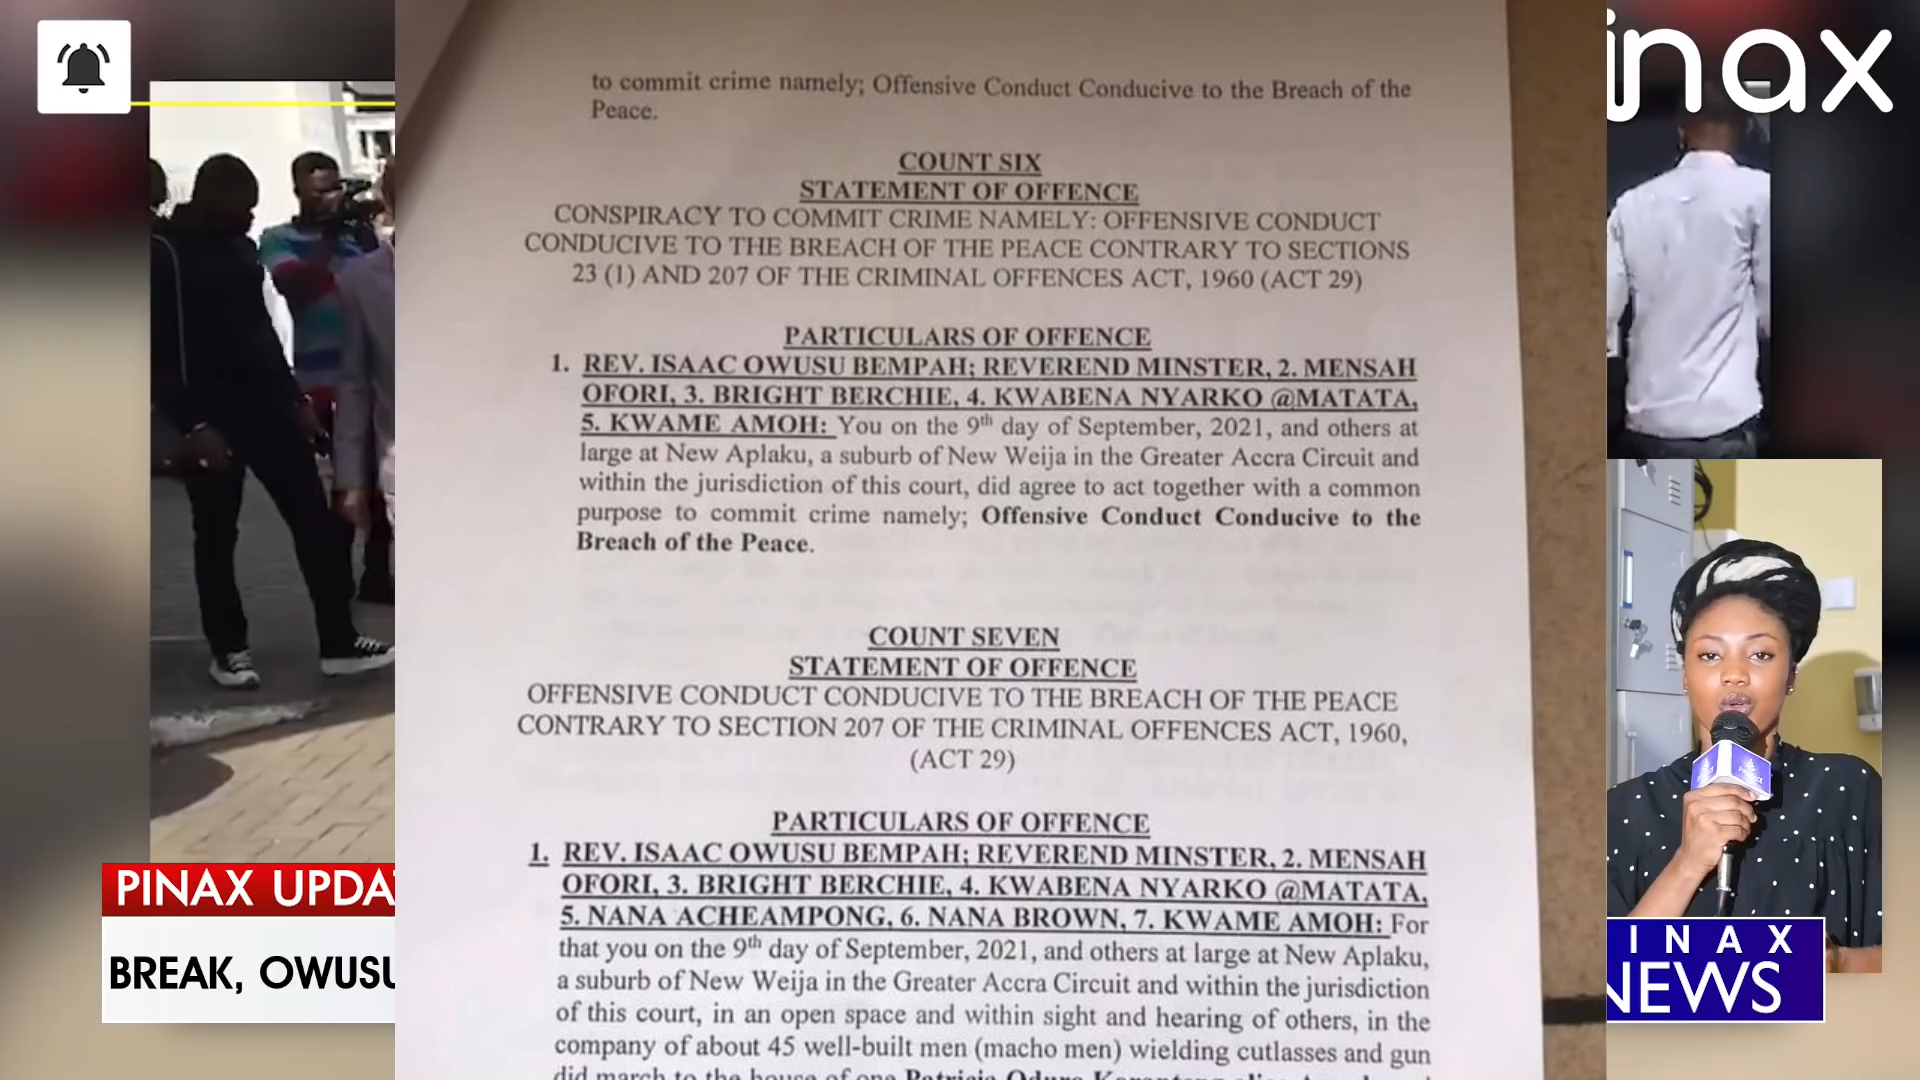 inax
to commit crime namely; Offensive Conduct Conducive to the Breach of the
Peace.
COUNT SIX
STATEMENT OF OFFENCE
CONSPIRACY TO COMMIT CRIME NAMELY: OFFENSIVE CONDUCT
CONDUCIVE TO THE BREACH OF THE PEACE CONTRARY TO SECTIONS
23 (1) AND 207 OF THE CRIMINAL OFFENCES ACT, 1960 (ACT 29)
PARTICULARS OF OFFENCE
1. REV. ISAAC OWUSU BEMPAH; REVEREND MINSTER, 2. MENSAH
OFORI, 3. BRIGHT BERCHIE, 4. KWABENA NYARKO @MATATA,
5. KWAME AMOH: You on the 9th day of September, 2021, and others at
large at New Aplaku, a suburb of New Weija in the Greater Accra Circuit and
within the jurisdiction of this court, did agree to act together with a common
purpose to commit crime namely; Offensive Conduct Conducive to the
Breach of the Peace.
COUNT SEVEN
STATEMENT OF OFFENCE
OFFENSIVE CONDUCT CONDUCIVE TO THE BREACH OF THE PEACE
CONTRARY TO SECTION 207 OF THE CRIMINAL OFFENCES ACT, 1960,
(ACT 29)
PARTICULARS OF OFFENCE
1. REV. ISAAC OWUSU BEMPAH; REVEREND MINSTER, 2. MENSAH
OFORI, 3. BRIGHT BERCHIE, 4. KWABENA NYARKO @MATATA,
5. NANA ACHEAMPONG, 6. NANA BROWN, 7. KWAME AMOH: For
that you on the 9th day of September, 2021, and others at large at New Aplaku,
a suburb of New Weija in the Greater Accra Circuit and within the jurisdiction
of this court, in an open space and within sight and hearing of others, in the
company of about 45 well-built men (macho men) wielding cutlasses and gun
did march to the house of one Patricia Oduro
PINAX UPDA
BREAK, OWUSU
INAX
NEWS